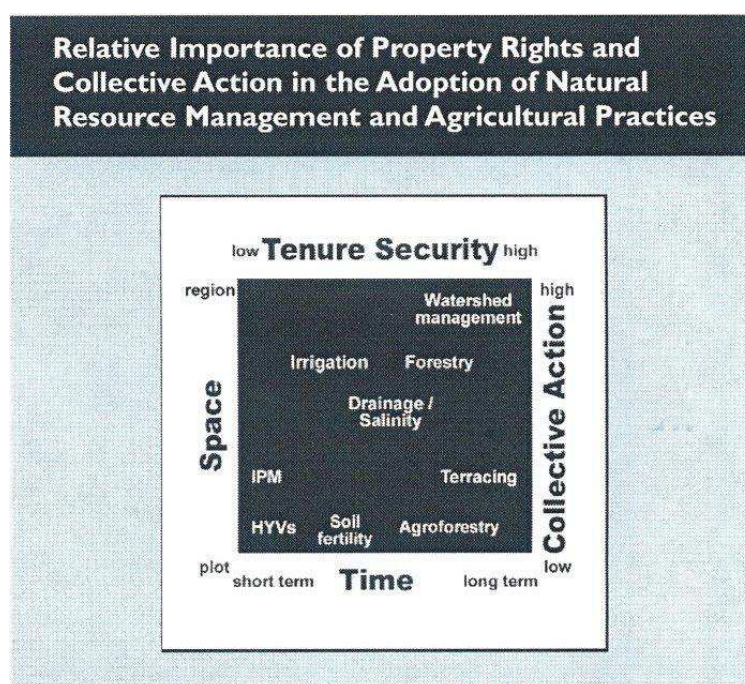 Relative Importance of Property Rights and
Collective Action in the Adoption of Natural
Resource Management and Agricultural Practices
low Tenure Security high
region
high
Watershed
management
Irrigation
Forestry
Drainage /
Salinity
Space
Collective Action
IPM
Terracing
HYVs
Soil
fertility
Agroforestry
plot
low
short term Time long term